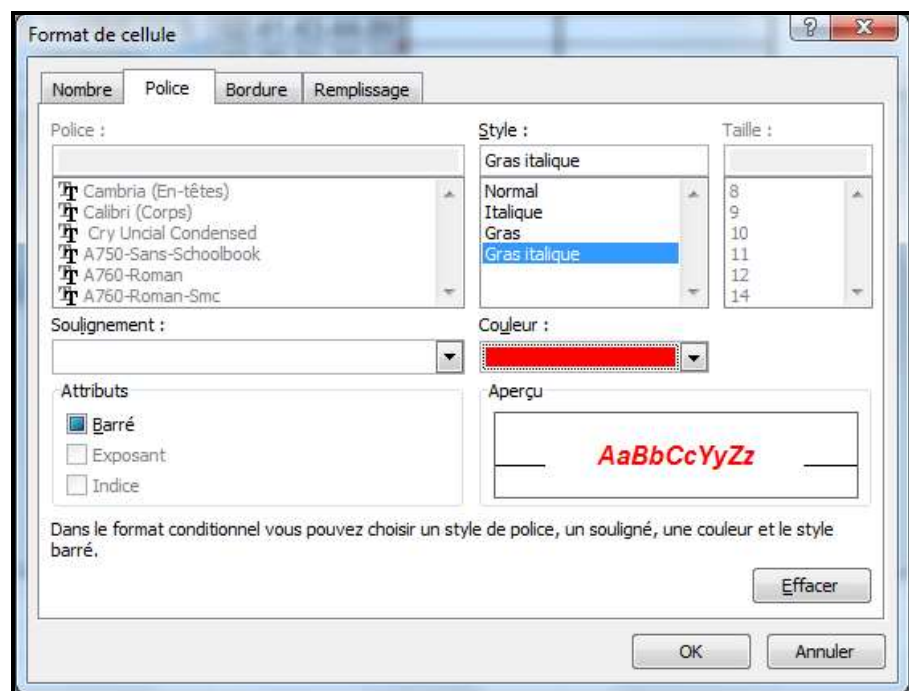 Format de cellule
Nombre Police Bordure Remplissage
Police : Style : Taille :
Gras italique
Cambria (En-têtes) Normal 8
Calibri (Corps) Italique 9
Cry Uncial Condensed Gras 10
A750-Sans-Schoolbook Gras italique 11
A760-Roman 12
A760-Roman-Smc 14
Soulignement : Couleur :
Attributs Aperçu
Barré
Exposant
Indice
AaBbCcYyZz
Dans le format conditionnel vous pouvez choisir un style de police, un souligné, une couleur et le style
barré.
Effacer
OK Annuler